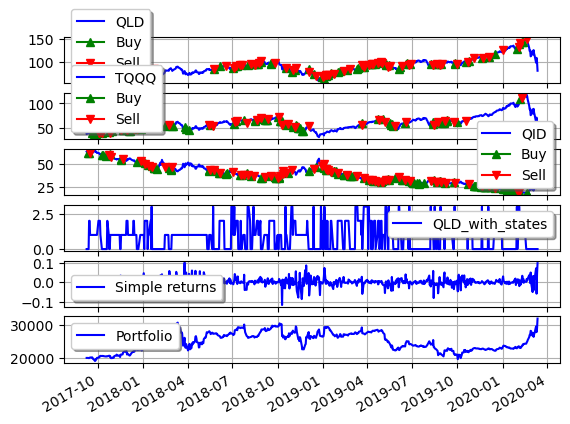 QLD
Buy
Sell
150
100
TQQQ
Buy
Sell
100
50
QID
Buy
Sell
50
25
QLD_with_states
2.5
0.0
Simple returns
0.1
0.0
−0.1
Portfolio
30000
20000
2017-10
2018-01
2018-04
2018-07
2018-10
2019-01
2019-04
2019-07
2019-10
2020-01
2020-04